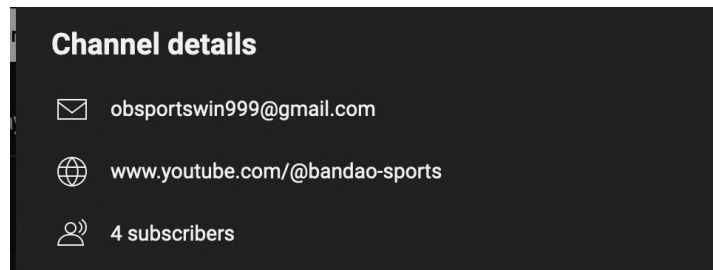 Channel details
obsportswin999@gmail.com
www.youtube.com/@bandao-sports
4 subscribers